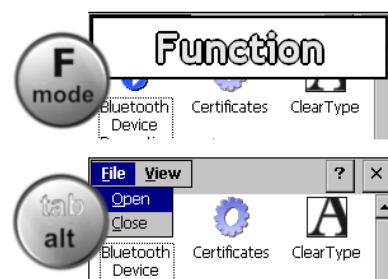 F
mode
Function
Bluetooth Certificates ClearType
Device
tab
alt
File View ? ×
Open
Close
Bluetooth Certificates ClearType
Device